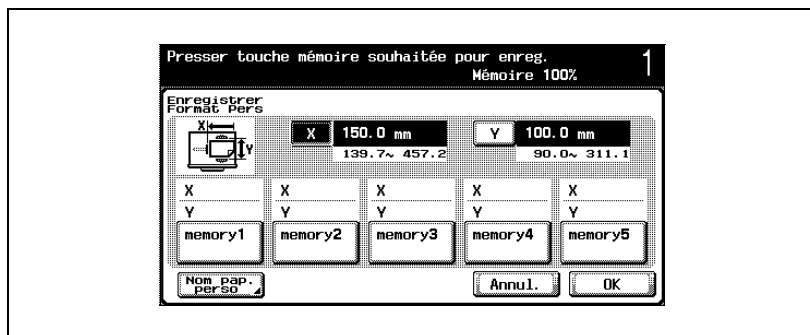 Presser touche mémoire souhaitée pour enreg.
Mémoire 100%
1
Enregistrer
Format Pers
X
Y
X 150.0 mm
139.7~ 457.2
Y 100.0 mm
90.0~ 311.1
X X X X X
Y Y Y Y Y
memory1 memory2 memory3 memory4 memory5
Nom pap.
perso
Annul. OK